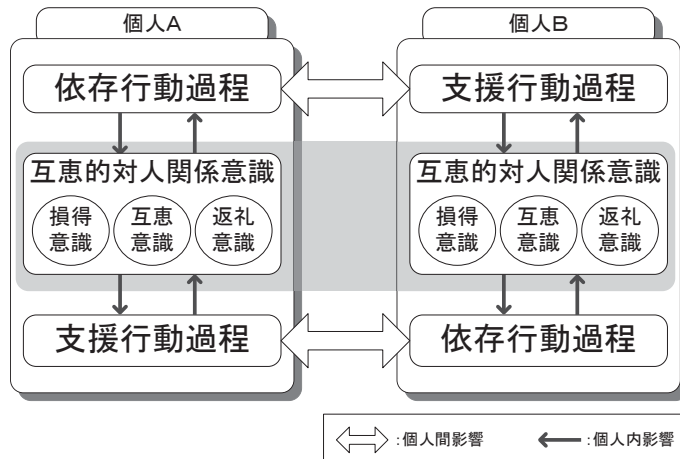 個人A
依存行動過程
互恵的対人関係意識
損得
意識
互恵
意識
返礼
意識
支援行動過程
個人B
支援行動過程
互恵的対人関係意識
損得
意識
互恵
意識
返礼
意識
依存行動過程
:個人間影響
:個人内影響